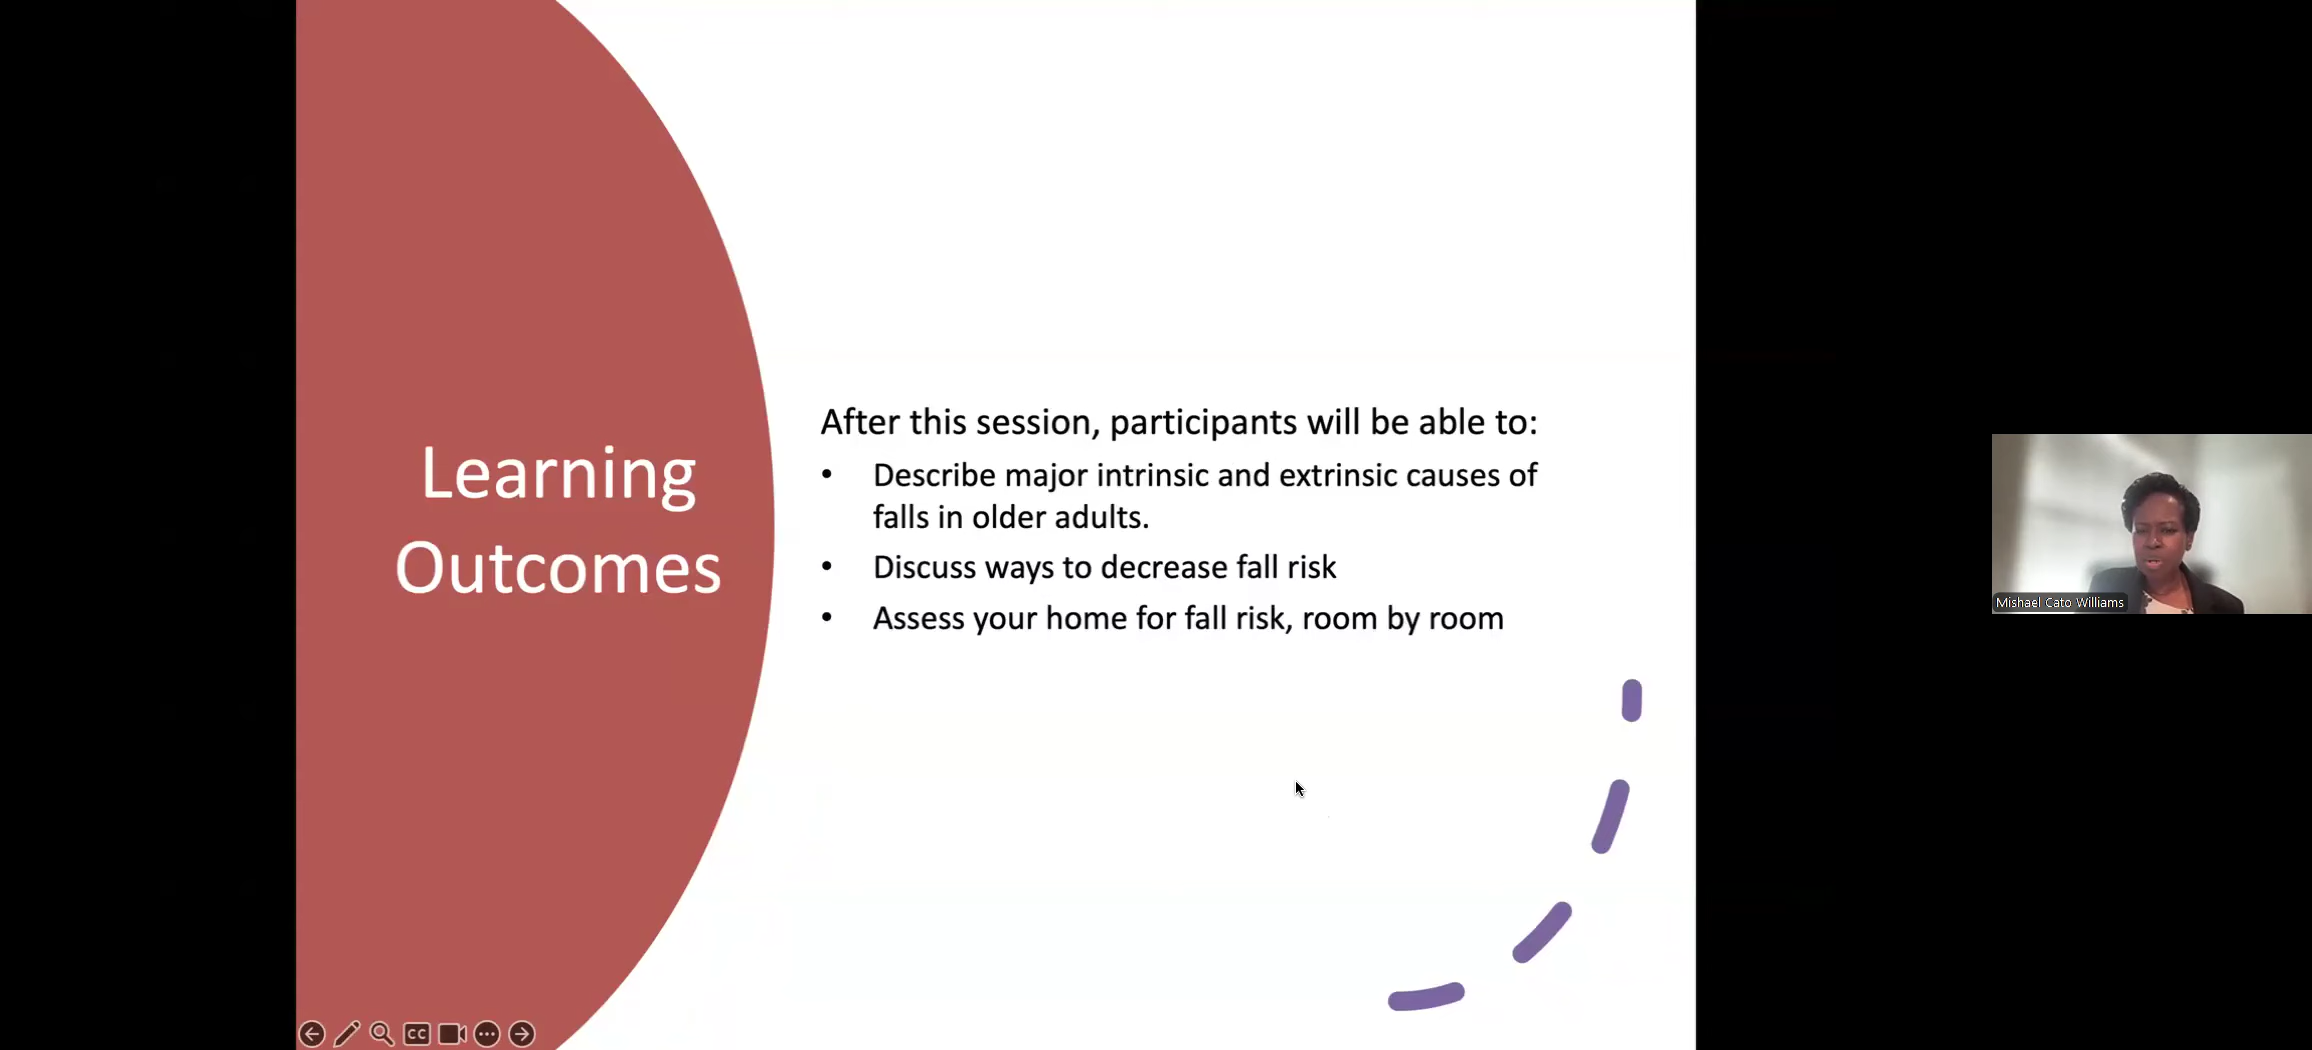 Learning
Outcomes
After this session, participants will be able to:
• Describe major intrinsic and extrinsic causes of
falls in older adults.
• Discuss ways to decrease fall risk
• Assess your home for fall risk, room by room
Mishael Cato Williams
CC